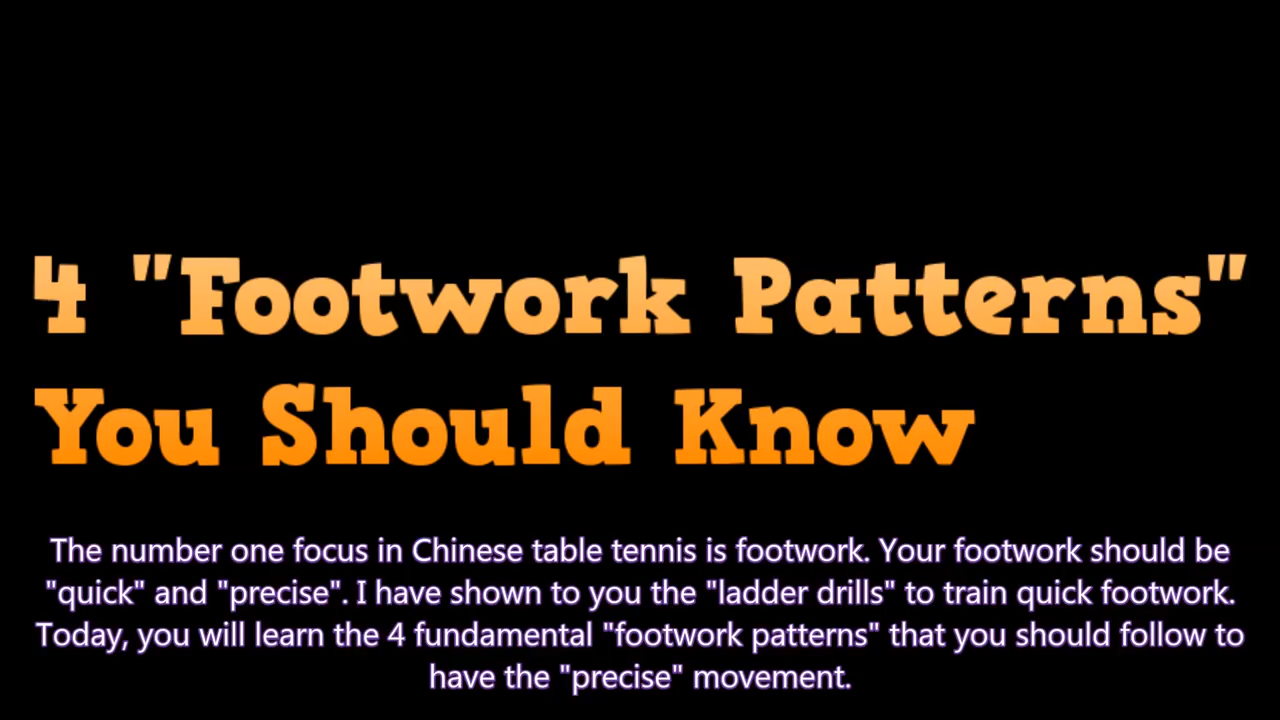 4 "Footwork Patterns"
You Should Know
The number one focus in Chinese table tennis is footwork. Your footwork should be
"quick" and "precise". I have shown to you the "ladder drills" to train quick footwork.
Today, you will learn the 4 fundamental "footwork patterns" that you should follow to
have the "precise" movement.